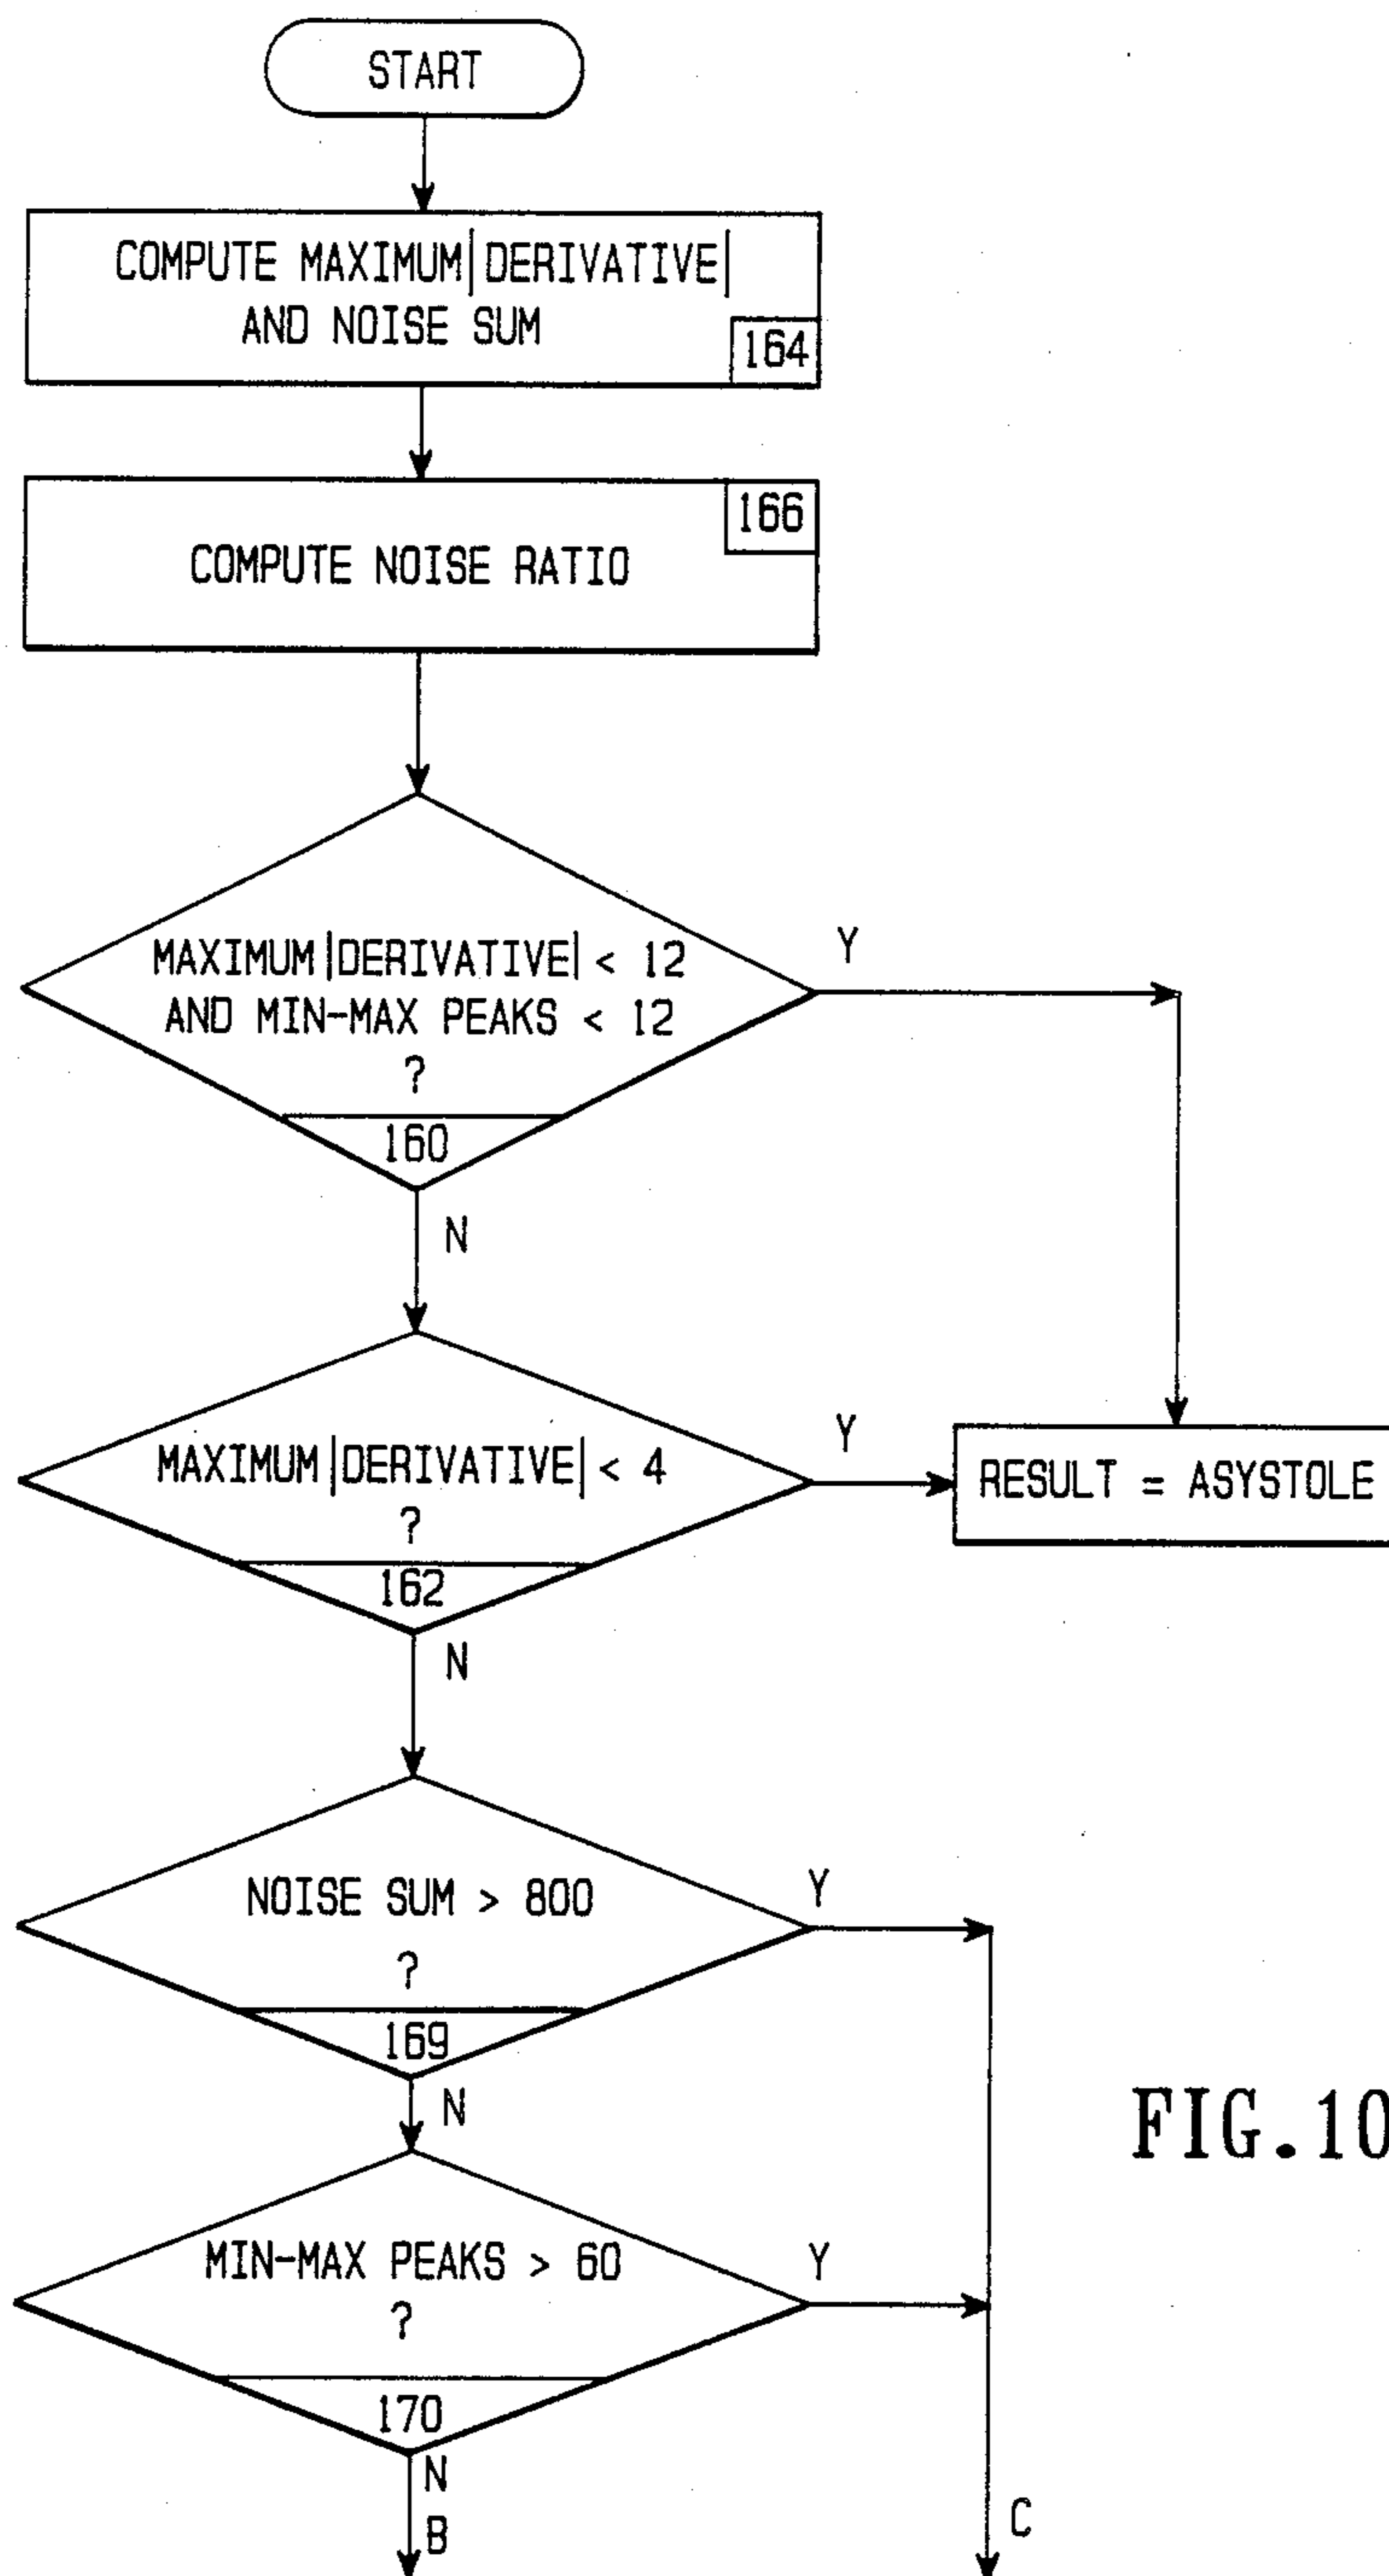 START
COMPUTE MAXIMUM|DERIVATIVE|
AND NOISE SUM
164
166
COMPUTE NOISE RATIO
MAXIMUM|DERIVATIVE| < 12
AND MIN-MAX PEAKS < 12
?
160
Y
N
MAXIMUM|DERIVATIVE| < 4
?
162
Y
RESULT = ASYSTOLE
N
NOISE SUM > 800
?
169
Y
N
FIG.10
MIN-MAX PEAKS > 60
?
170
Y
N
B
C